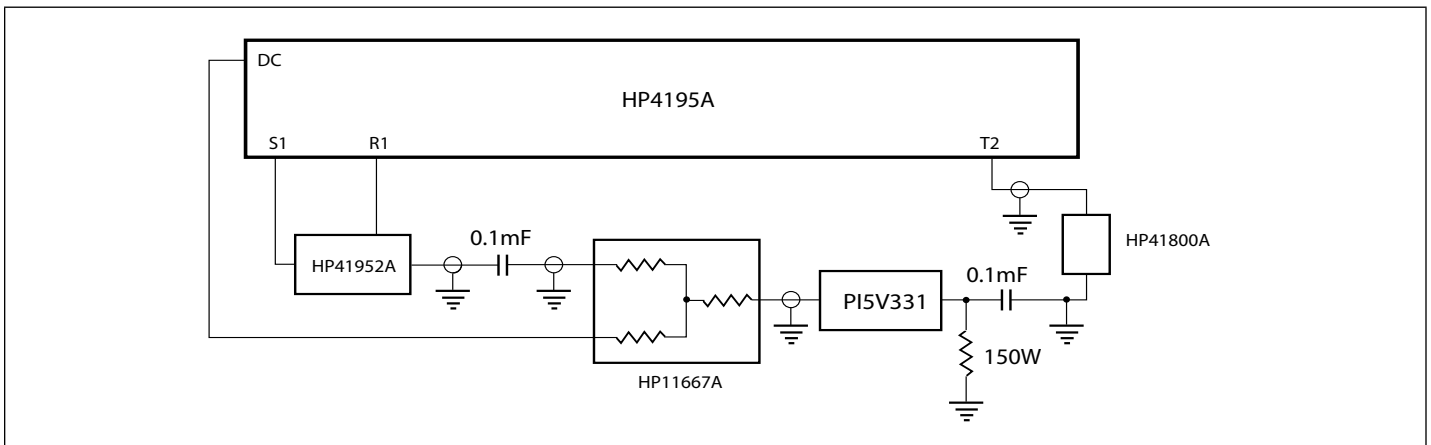 DC
HP4195A
S1
R1
T2
0.1mF
HP41952A
HP41800A
0.1mF
PI5V331
150W
HP11667A